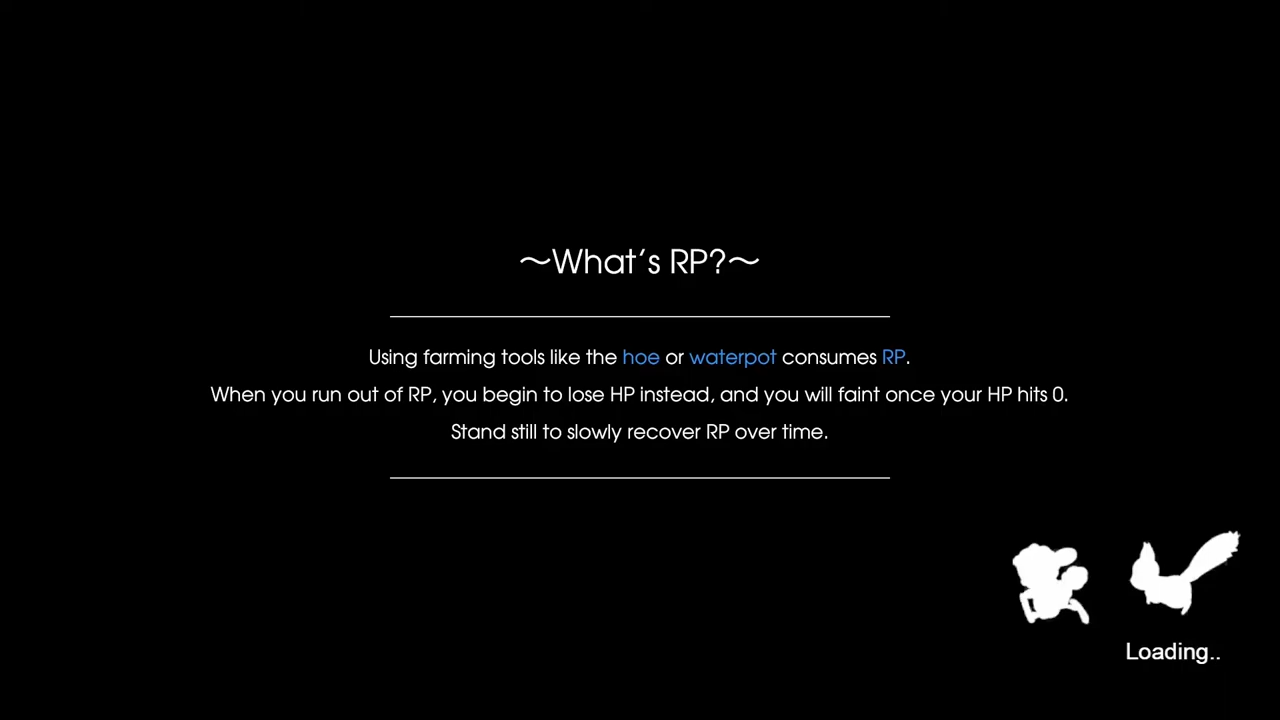 ～What's RP?～
Using farming tools like the hoe or waterpot consumes RP.
When you run out of RP, you begin to lose HP instead, and you will faint once your HP hits 0.
Stand still to slowly recover RP over time.
Loading..